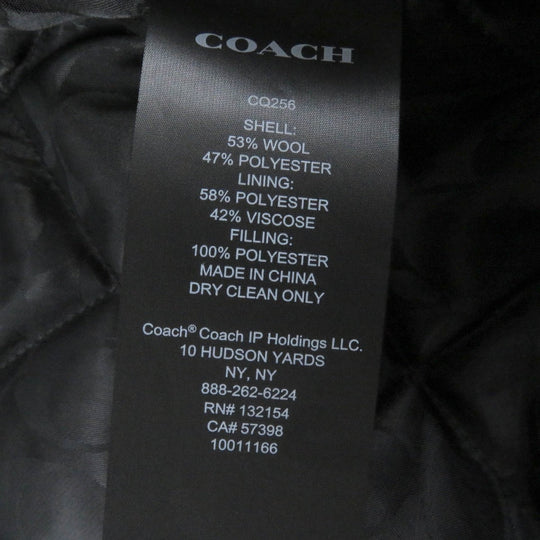 COACH
CQ256
SHELL:
53% WOOL
47% POLYESTER
LINING:
58% POLYESTER
42% VISCOSE
FILLING:
100% POLYESTER
MADE IN CHINA
DRY CLEAN ONLY
Coach® Coach IP Holdings LLC.
10 HUDSON YARDS
NY, NY
888-262-6224
RN# 132154
CA# 57398
10011166